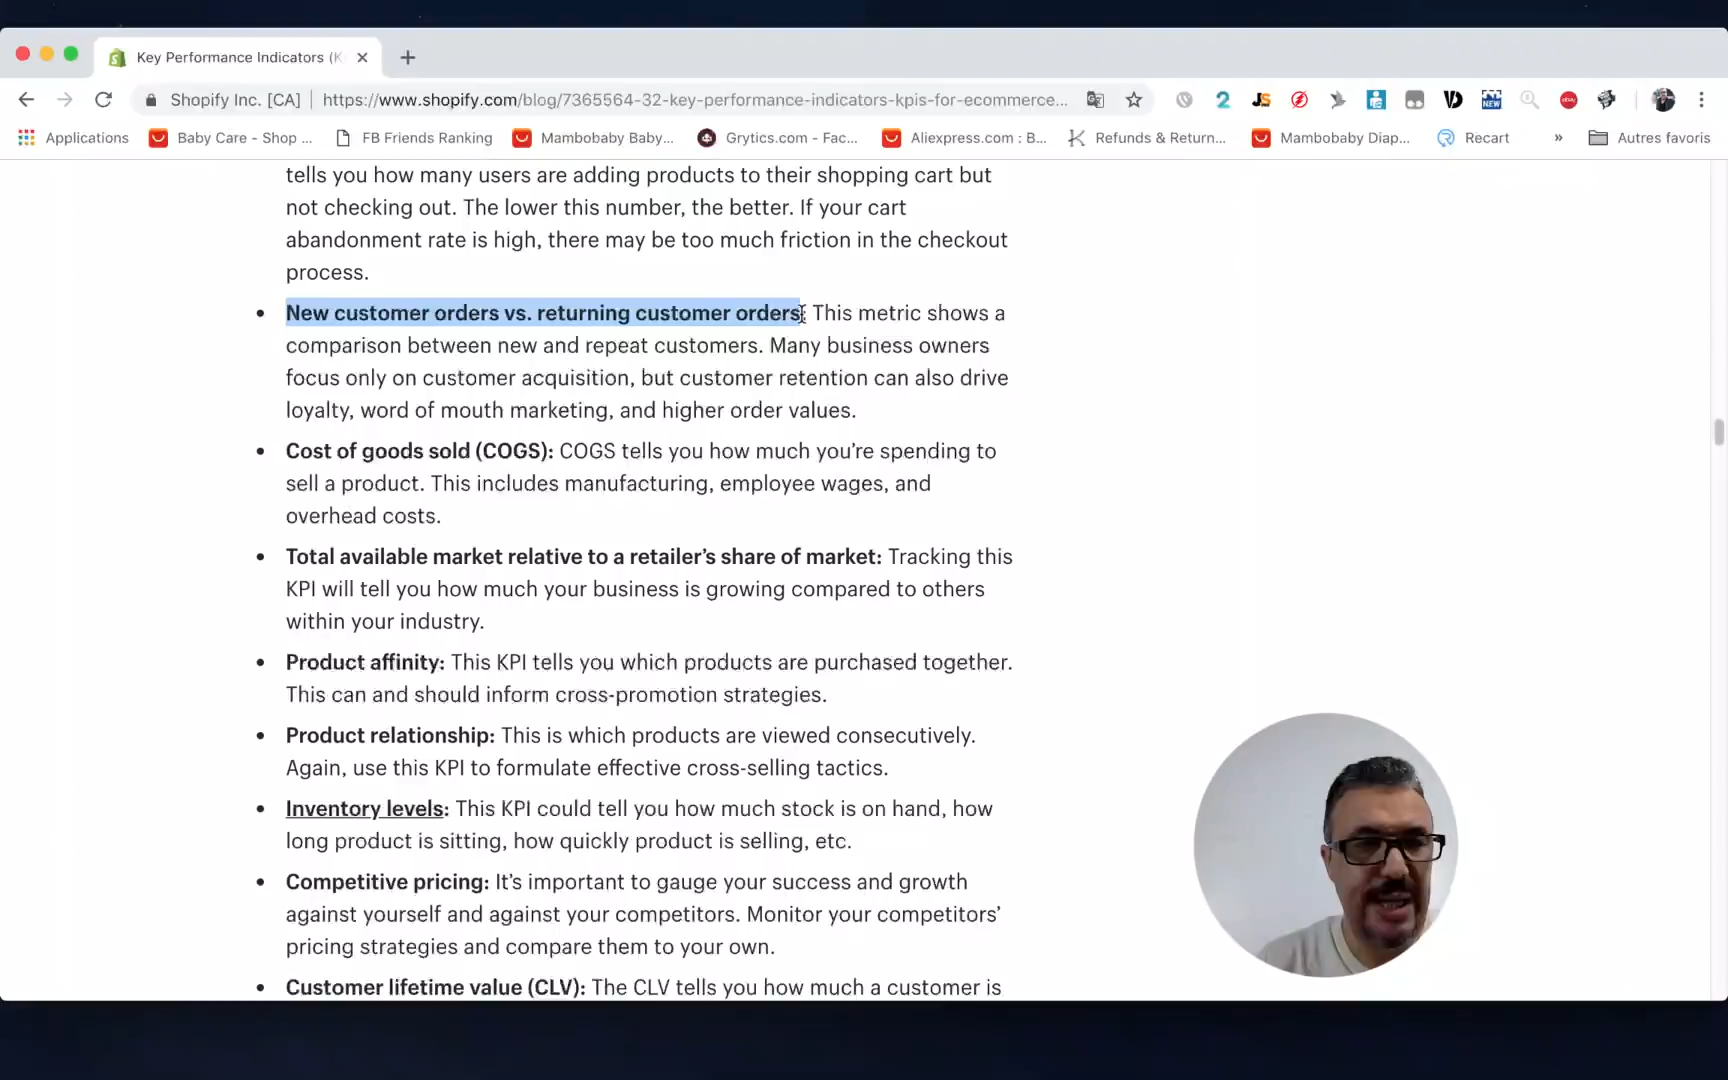 Key Performance Indicators (K
Shopify Inc. [CA] | https://www.shopify.com/blog/7365564-32-key-performance-indicators-kpis-for-ecommerce...
Applications Baby Care - Shop ... FB Friends Ranking Mambobaby Baby... Grytics.com - Fac... Aliexpress.com : B... Refunds & Return... Mambobaby Diap... Recart » Autres favoris
tells you how many users are adding products to their shopping cart but
not checking out. The lower this number, the better. If your cart
abandonment rate is high, there may be too much friction in the checkout
process.
• New customer orders vs. returning customer orders: This metric shows a
comparison between new and repeat customers. Many business owners
focus only on customer acquisition, but customer retention can also drive
loyalty, word of mouth marketing, and higher order values.
• Cost of goods sold (COGS): COGS tells you how much you’re spending to
sell a product. This includes manufacturing, employee wages, and
overhead costs.
• Total available market relative to a retailer’s share of market: Tracking this
KPI will tell you how much your business is growing compared to others
within your industry.
• Product affinity: This KPI tells you which products are purchased together.
This can and should inform cross-promotion strategies.
• Product relationship: This is which products are viewed consecutively.
Again, use this KPI to formulate effective cross-selling tactics.
• Inventory levels: This KPI could tell you how much stock is on hand, how
long product is sitting, how quickly product is selling, etc.
• Competitive pricing: It’s important to gauge your success and growth
against yourself and against your competitors. Monitor your competitors’
pricing strategies and compare them to your own.
• Customer lifetime value (CLV): The CLV tells you how much a customer is